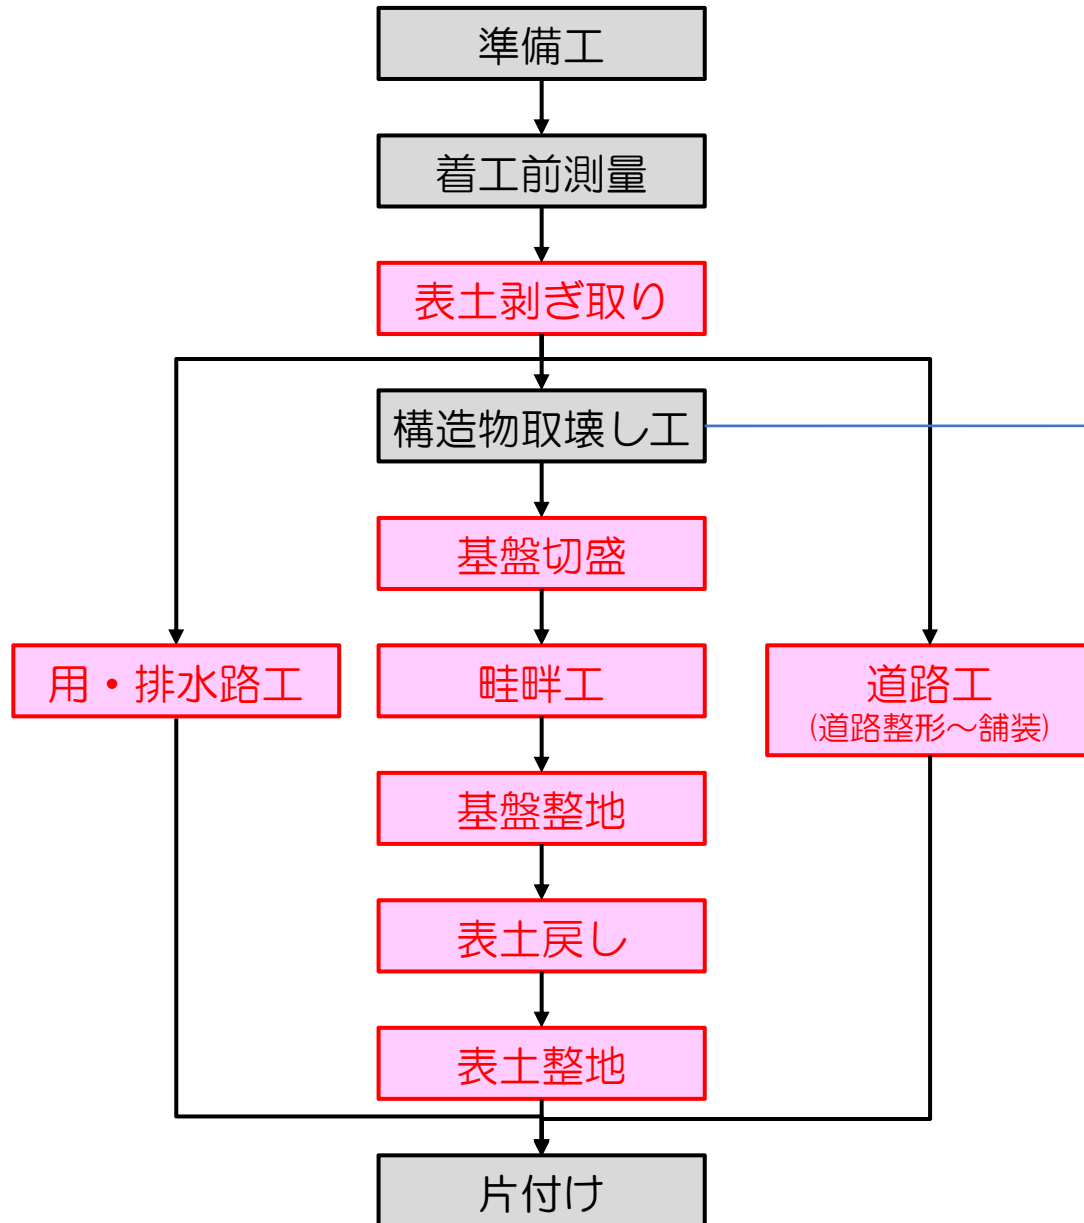 準備工
着工前測量
表土剥ぎ取り
構造物取壊し工
基盤切盛
用・排水路工
畦畔工
道路工
(道路整形～舗装)
基盤整地
表土戻し
表土整地
片付け